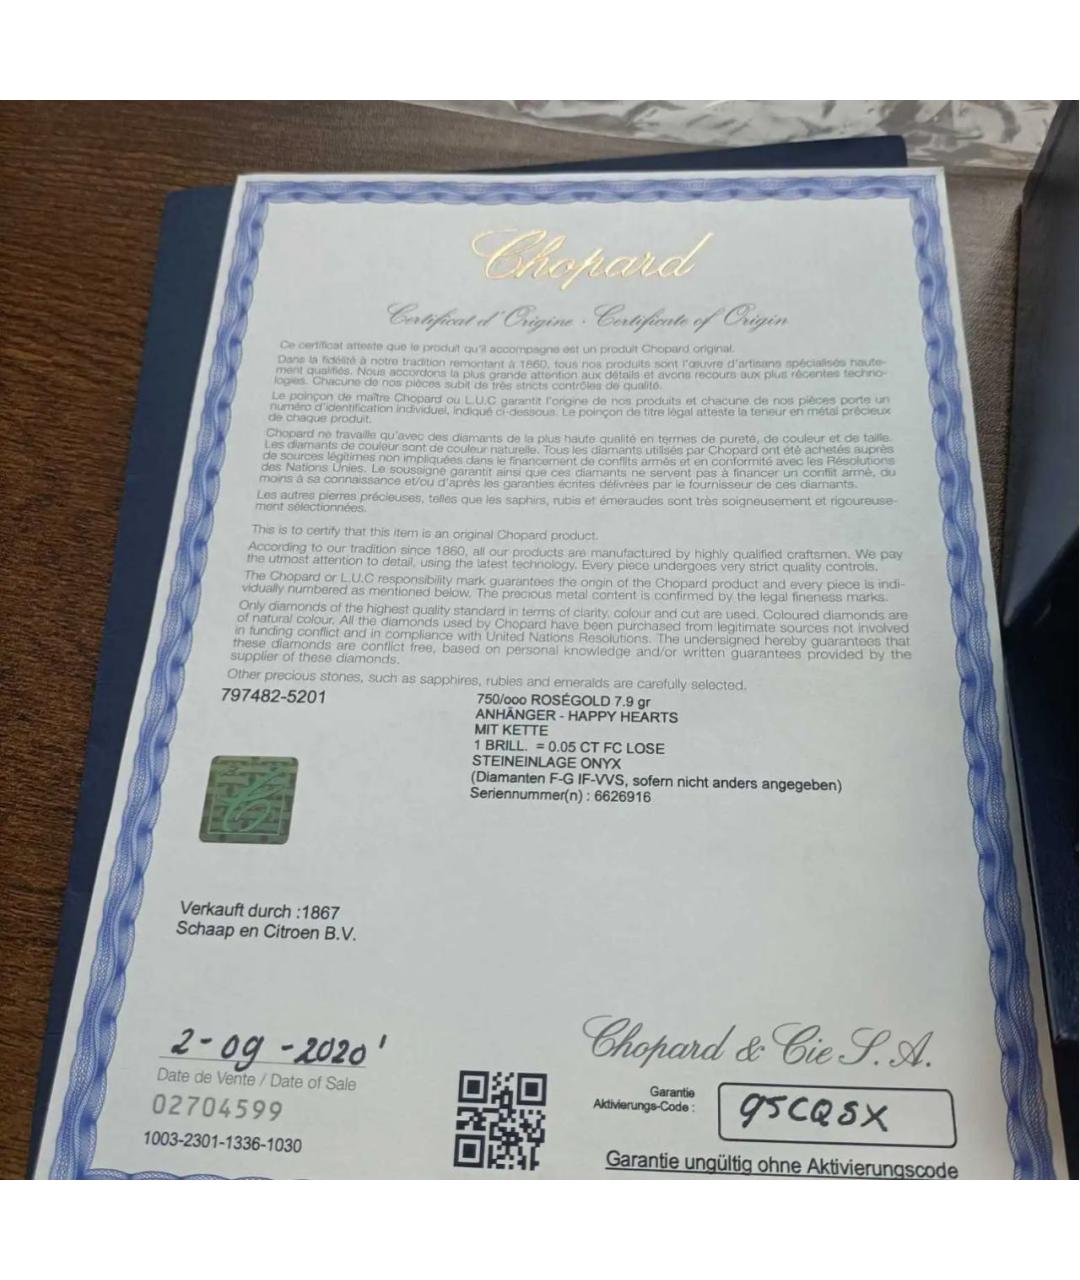 Chopard
Certificat d'Origine - Certificate of Origin
Ce certificat atteste que le produit qu'il accompagne est un produit Chopard original.
Dans la fidélité à notre tradition remontant à 1860, tous nos produits sont l'œuvre d'artisans spécialisés haute-
ment qualifiés. Nous accordons la plus grande attention aux détails et avons recours aux plus récentes techno-
logies. Chacune de nos pièces subit de très stricts contrôles de qualité.
Le poinçon de maître Chopard ou L.U.C garantit l'origine de nos produits et chacune de nos pièces porte un
numéro d'identification individuel, indiqué ci-dessous. Le poinçon de titre légal atteste la teneur en métal précieux
de chaque produit.
Chopard ne travaille qu'avec des diamants de la plus haute qualité en termes de pureté, de couleur et de taille.
Les diamants de couleur sont de couleur naturelle. Tous les diamants utilisés par Chopard ont été achetés auprès
de sources légitimes non impliquées dans le financement de conflits armés et en conformité avec les Résolutions
des Nations Unies. Le soussigné garantit ainsi que ces diamants ne servent pas à financer un conflit armé, du
moins à sa connaissance et/ou d'après les garanties écrites délivrées par le fournisseur de ces diamants.
Les autres pierres précieuses, telles que les saphirs, rubis et émeraudes sont très soigneusement et rigoureuse-
ment sélectionnées.
This is to certify that this item is an original Chopard product.
According to our tradition since 1860, all our products are manufactured by highly qualified craftsmen. We pay
the utmost attention to detail, using the latest technology. Every piece undergoes very strict quality controls.
The Chopard or L.U.C responsibility mark guarantees the origin of the Chopard product and every piece is indi-
vidually numbered as mentioned below. The precious metal content is confirmed by the legal fineness marks.
Only diamonds of the highest quality standard in terms of clarity, colour and cut are used. Coloured diamonds are
of natural colour. All the diamonds used by Chopard have been purchased from legitimate sources not involved
in funding conflict and in compliance with United Nations Resolutions. The undersigned hereby guarantees that
these diamonds are conflict free, based on personal knowledge and/or written guarantees provided by the
supplier of these diamonds.
Other precious stones, such as sapphires, rubies and emeralds are carefully selected.
797482-5201
750/ooo ROSÉGOLD 7.9 gr
ANHÄNGER - HAPPY HEARTS
MIT KETTE
1 BRILL. = 0.05 CT FC LOSE
STEINEINLAGE ONYX
(Diamanten F-G IF-VVS, sofern nicht anders angegeben)
Seriennummer(n) : 6626916
Verkauft durch :1867
Schaap en Citroen B.V.
2-09-2020
Date de Vente / Date of Sale
02704599
1003-2301-1336-1030
Chopard & Cie S.A.
Garantie
Aktivierungs-Code :
95CQSX
Garantie ungültig ohne Aktivierungscode